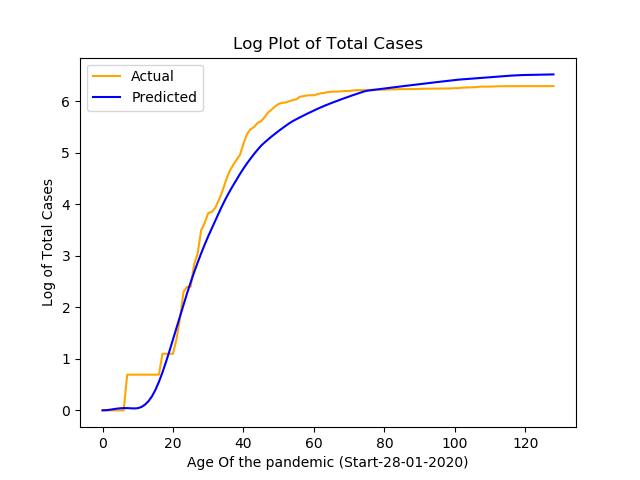 Log Plot of Total Cases
Actual
Predicted
6
5
4
3
2
1
0
Log of Total Cases
0 20 40 60 80 100 120
Age Of the pandemic (Start-28-01-2020)